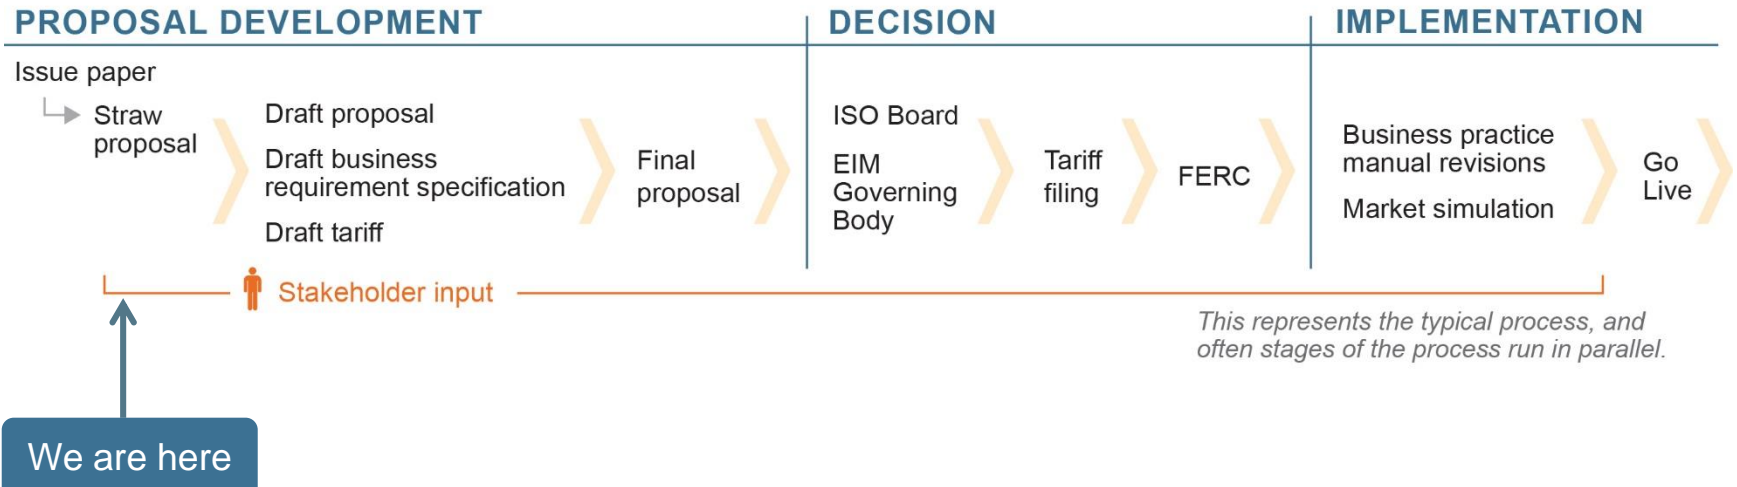 PROPOSAL DEVELOPMENT
DECISION
IMPLEMENTATION
Issue paper
Straw
proposal
Draft proposal
Draft business
requirement specification
Draft tariff
Final
proposal
ISO Board
EIM
Governing
Body
Tariff
filing
FERC
Business practice
manual revisions
Market simulation
Go
Live
Stakeholder input
This represents the typical process, and
often stages of the process run in parallel.
We are here